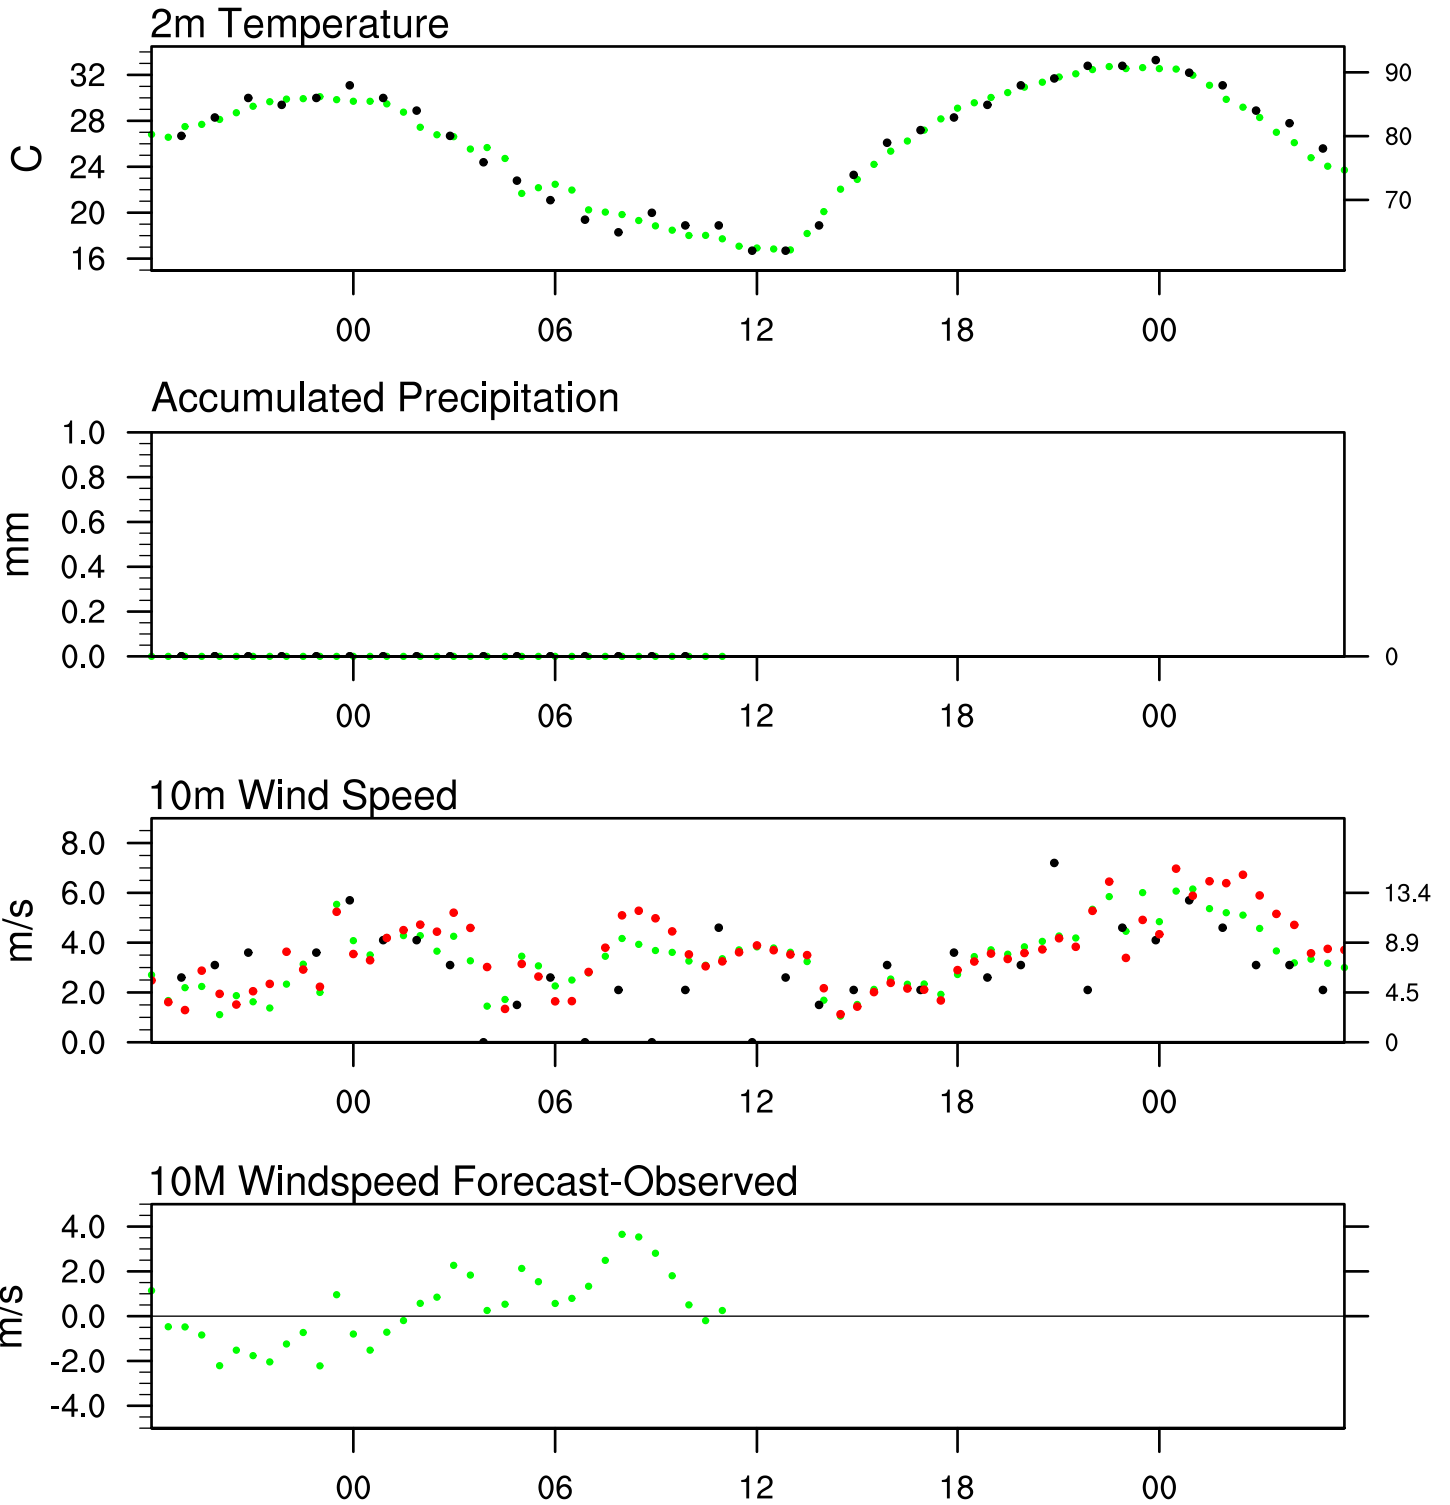 2m Temperature
32
28
24
20
16
C
90
80
70
00 06 12 18 00
Accumulated Precipitation
1.0
0.8
0.6
0.4
0.2
0.0
mm
0
00 06 12 18 00
10m Wind Speed
8.0
6.0
4.0
2.0
0.0
m/s
13.4
8.9
4.5
0
00 06 12 18 00
10M Windspeed Forecast-Observed
4.0
2.0
0.0
-2.0
-4.0
m/s
00 06 12 18 00